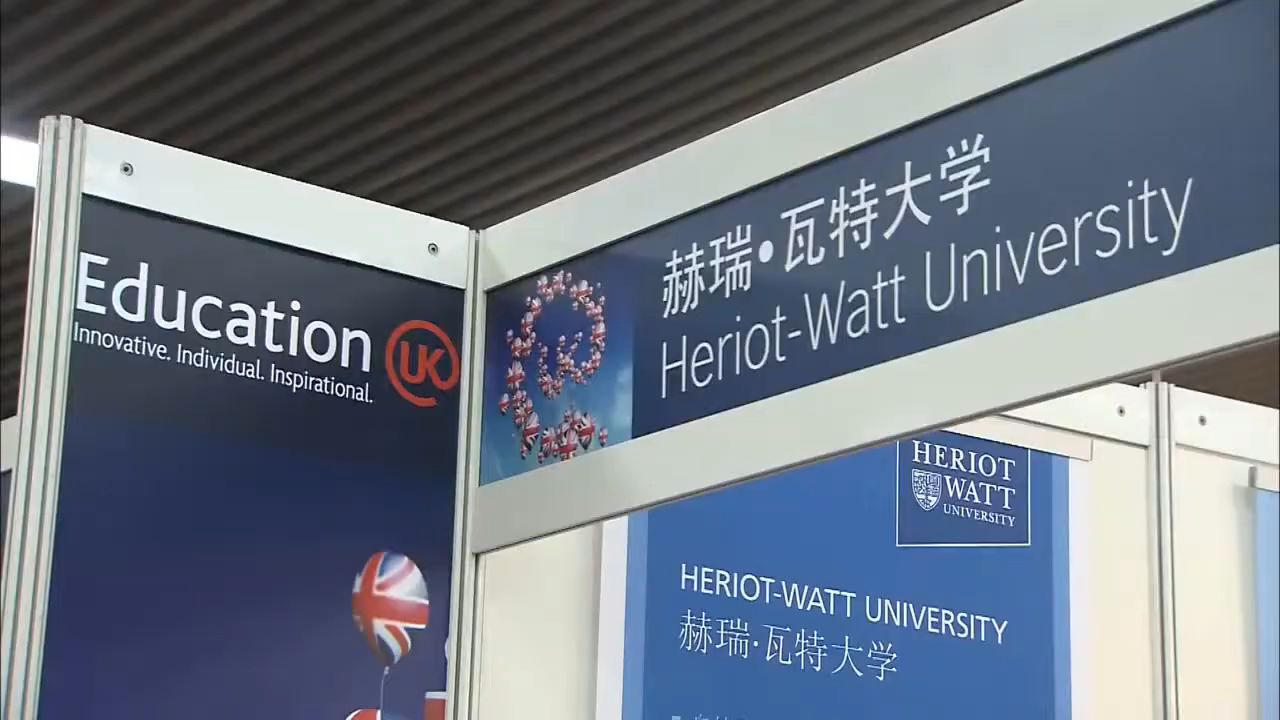 Education UK
Innovative. Individual. Inspirational.
赫瑞•瓦特大学
Heriot-Watt University
HERIOT
WATT
UNIVERSITY
HERIOT-WATT UNIVERSITY
赫瑞·瓦特大学